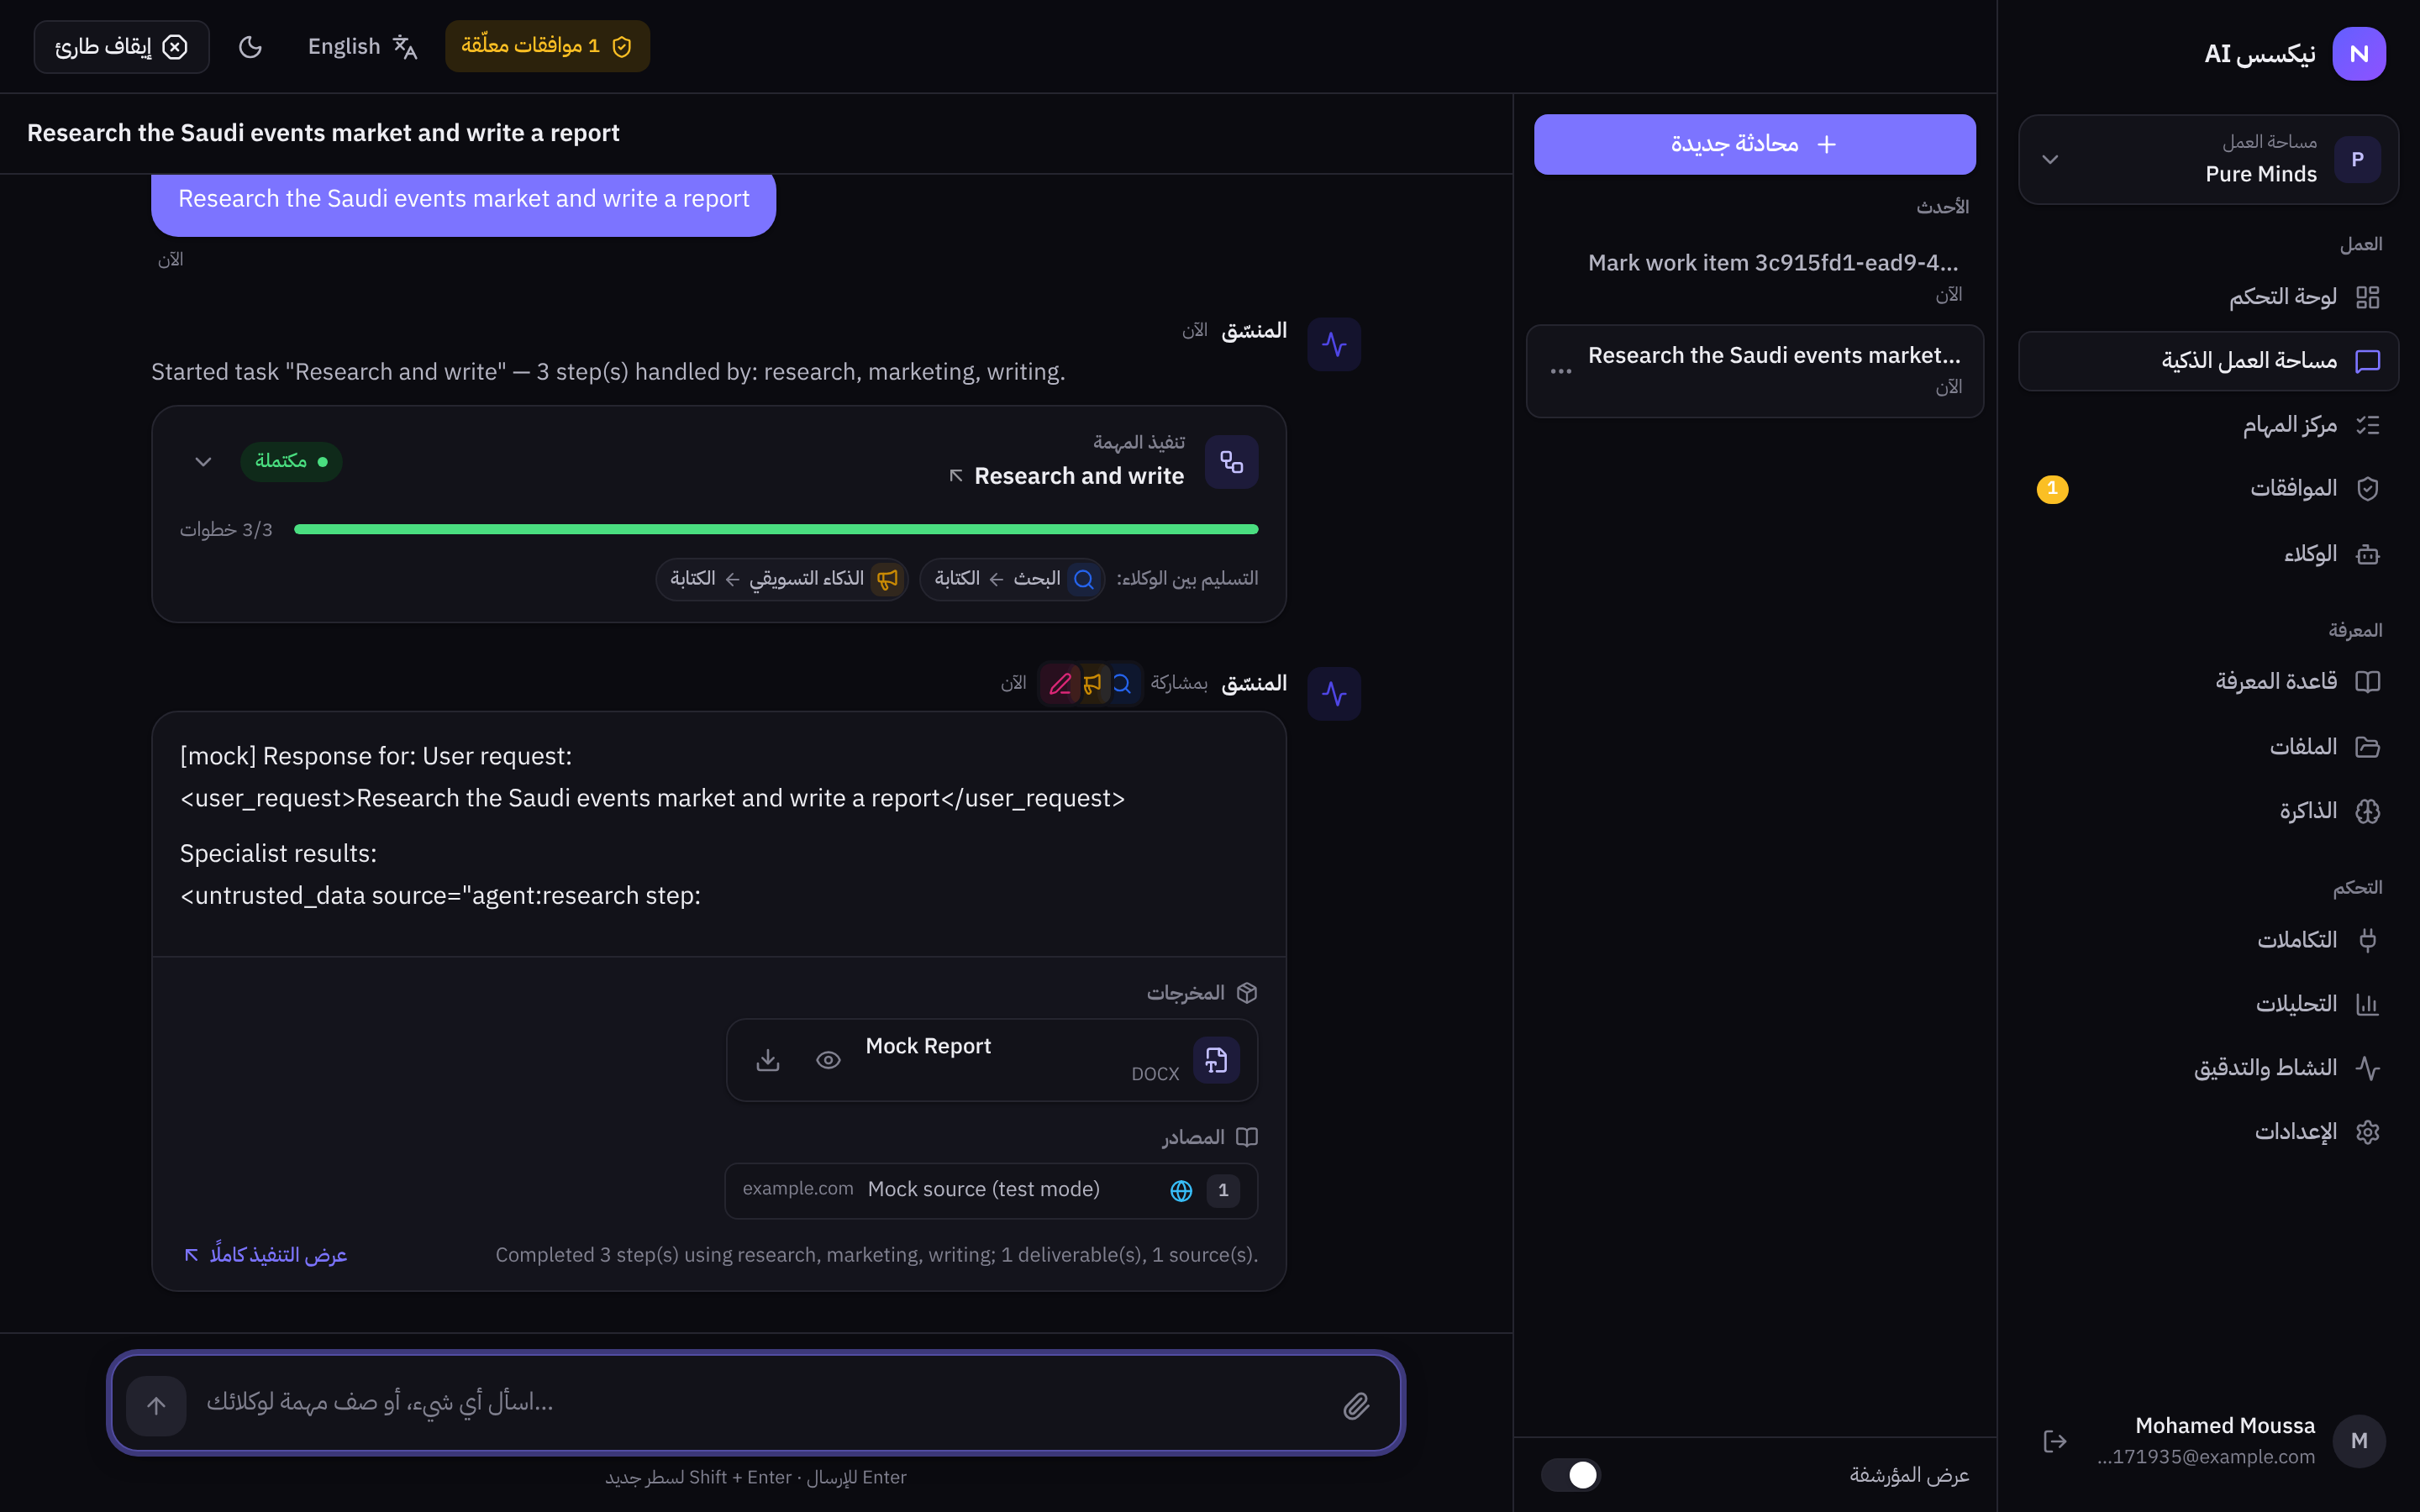 نيكسس AI
N
مساحة العمل
Pure Minds
P
العمل
لوحة التحكم
مساحة العمل الذكية
مركز المهام
الموافقات
1
الوكلاء
المعرفة
قاعدة المعرفة
الملفات
الذاكرة
التحكم
التكاملات
التحليلات
النشاط والتدقيق
الإعدادات
Mohamed Moussa
...171935@example.com
M
1 موافقات معلّقة
English
إيقاف طارئ
محادثة جديدة
الأحدث
Mark work item 3c915fd1-ead9-4...
الآن
Research the Saudi events market...
الآن
عرض المؤرشفة
Research the Saudi events market and write a report
Research the Saudi events market and write a report
الآن
المنسّق الآن
Started task "Research and write" — 3 step(s) handled by: research, marketing, writing.
تنفيذ المهمة
Research and write
مكتملة
3/3 خطوات
التسليم بين الوكلاء: البحث ← الكتابة الذكاء التسويقي ← الكتابة
المنسّق بمشاركة الآن
[mock] Response for: User request:
<user_request>Research the Saudi events market and write a report</user_request>
Specialist results:
<untrusted_data source="agent:research step:
المخرجات
Mock Report
DOCX
المصادر
1 Mock source (test mode) example.com
Completed 3 step(s) using research, marketing, writing; 1 deliverable(s), 1 source(s).
عرض التنفيذ كاملًا
اسأل أي شيء، أو صف مهمة لوكلائك...
Enter للإرسال · Shift + Enter لسطر جديد